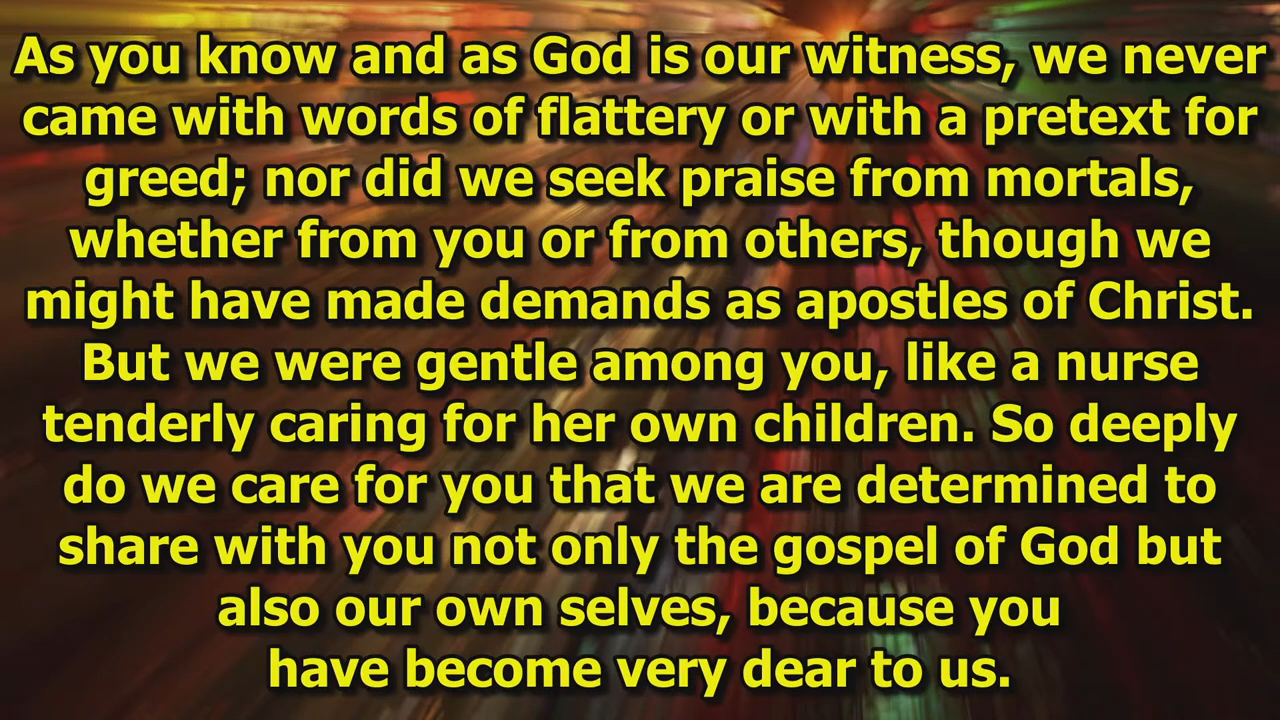 As you know and as God is our witness, we never
came with words of flattery or with a pretext for
greed; nor did we seek praise from mortals,
whether from you or from others, though we
might have made demands as apostles of Christ.
But we were gentle among you, like a nurse
tenderly caring for her own children. So deeply
do we care for you that we are determined to
share with you not only the gospel of God but
also our own selves, because you
have become very dear to us.